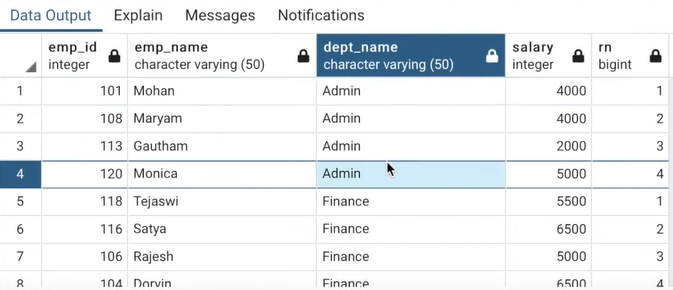 Data Output Explain Messages Notifications
emp_id emp_name dept_name salary rn
integer character varying (50) character varying (50) integer bigint
1 101 Mohan Admin 4000 1
2 108 Maryam Admin 4000 2
3 113 Gautham Admin 2000 3
4 120 Monica Admin 5000 4
5 118 Tejaswi Finance 5500 1
6 116 Satya Finance 6500 2
7 106 Rajesh Finance 5000 3
8 104 Dorvin Finance 6500 4